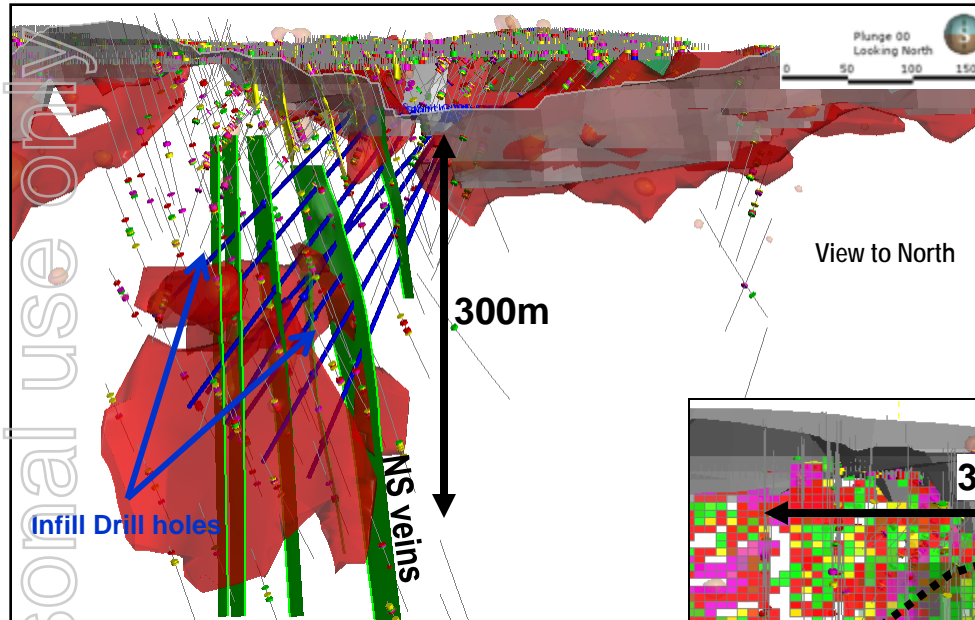 sonal use only
Plunge 00
Looking North
0 50 100 150
View to North
300m
NS veins
Infill Drill holes
3